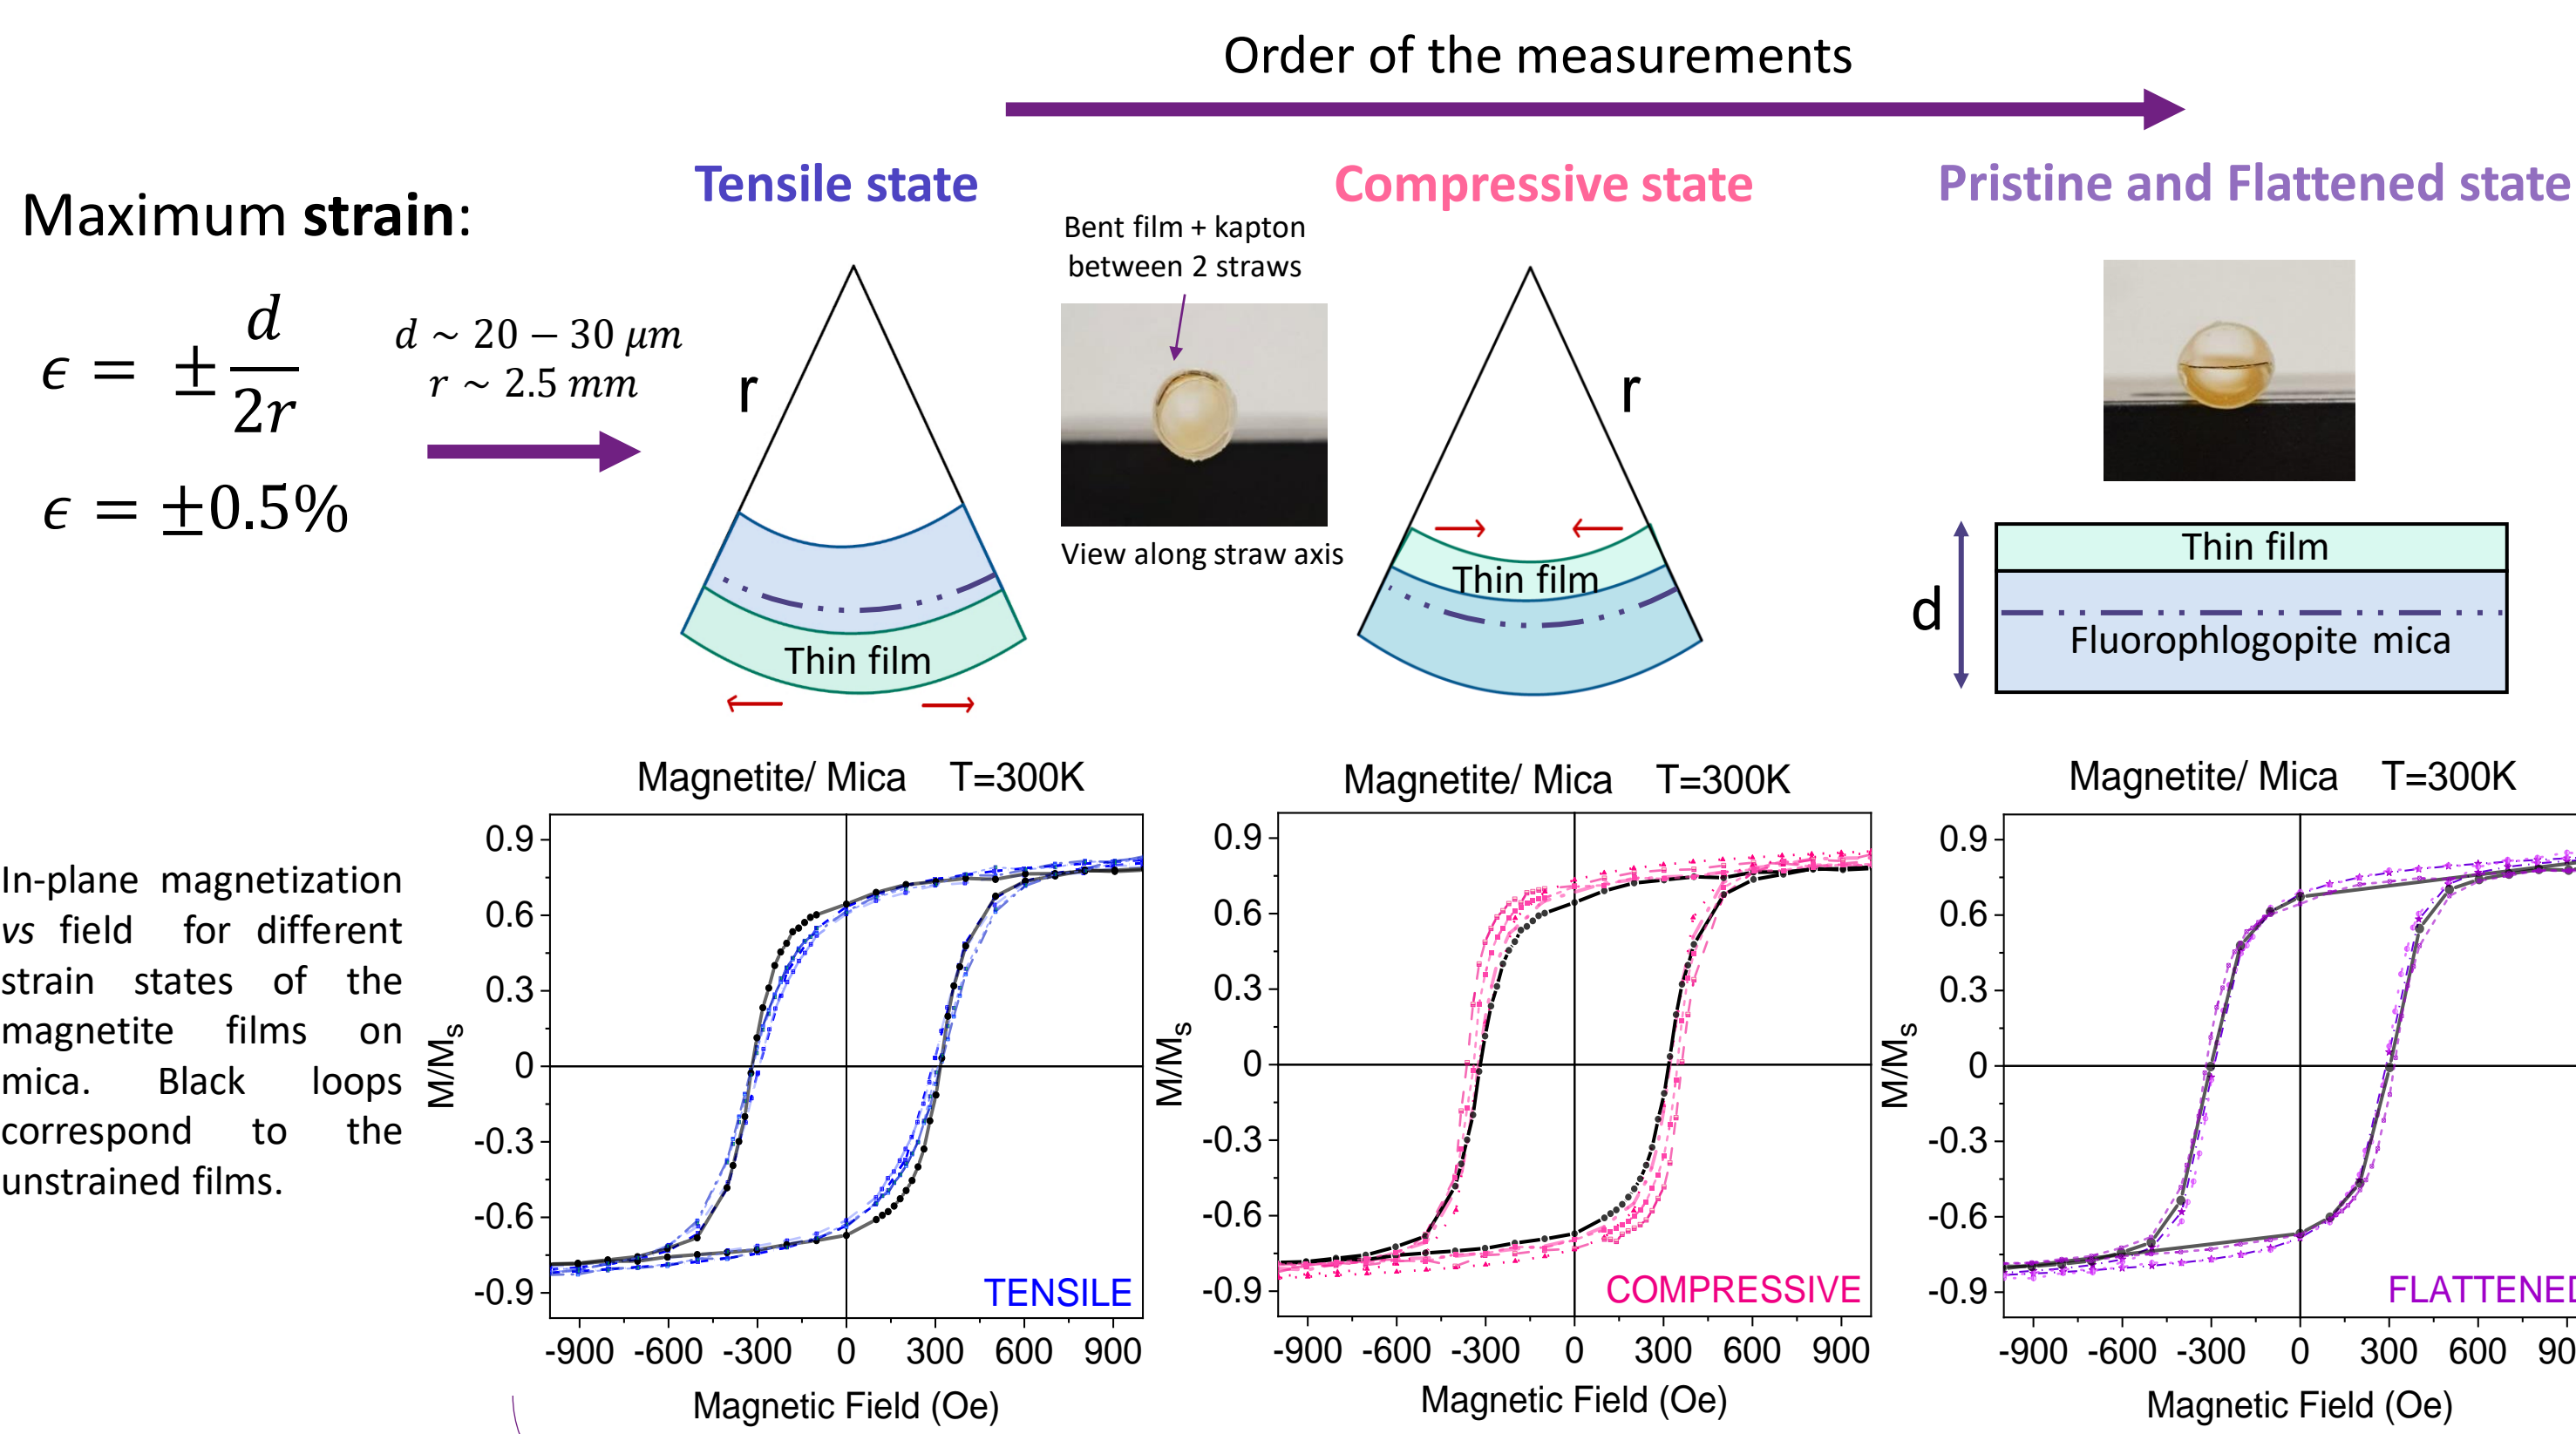 Order of the measurements
Maximum strain:
ϵ = ± d / 2r
ϵ = ±0.5%
d ~ 20 – 30 μm
r ~ 2.5 mm
Tensile state
r
Thin film
Bent film + kapton
between 2 straws
View along straw axis
Compressive state
r
Thin film
Pristine and Flattened state
d
Thin film
Fluorophlogopite mica
In-plane magnetization
vs field for different
strain states of the
magnetite films on
mica. Black loops
correspond to the
unstrained films.
Magnetite/ Mica T=300K
M/Ms
0.9
0.6
0.3
0
-0.3
-0.6
-0.9
TENSILE
-900 -600 -300 0 300 600 900
Magnetic Field (Oe)
Magnetite/ Mica T=300K
M/Ms
0.9
0.6
0.3
0
-0.3
-0.6
-0.9
COMPRESSIVE
-900 -600 -300 0 300 600 900
Magnetic Field (Oe)
Magnetite/ Mica T=300K
M/Ms
0.9
0.6
0.3
0
-0.3
-0.6
-0.9
FLATTENED
-900 -600 -300 0 300 600 90
Magnetic Field (Oe)